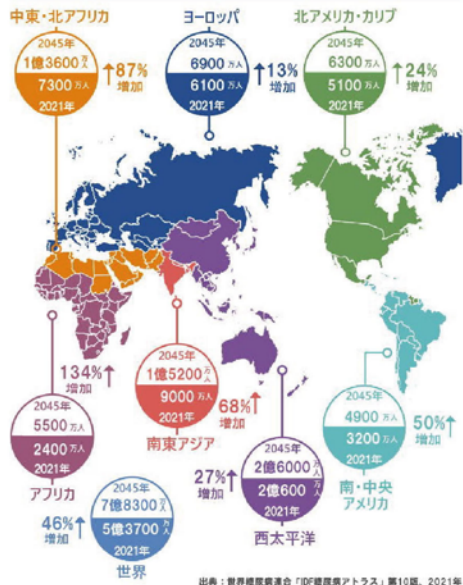 中東・北アフリカ
2045年
1億3600万人
7300万人
2021年
↑87%
増加
ヨーロッパ
2045年
6900万人
6100万人
2021年
↑13%
増加
北アメリカ・カリブ
2045年
6300万人
5100万人
2021年
↑24%
増加
134%↑
増加
2045年
5500万人
2400万人
2021年
アフリカ
2045年
1億5200万人
9000万人
2021年
南東アジア
68%↑
増加
2045年
4900万人
3200万人
2021年
南・中央
アメリカ
50%↑
増加
27%↑
増加
2045年
2億6000万人
2億600万人
2021年
西太平洋
46%↑
増加
2045年
7億8300万人
5億3700万人
2021年
世界
出典：世界糖尿病連合「IDF糖尿病アトラス」第10版、2021年